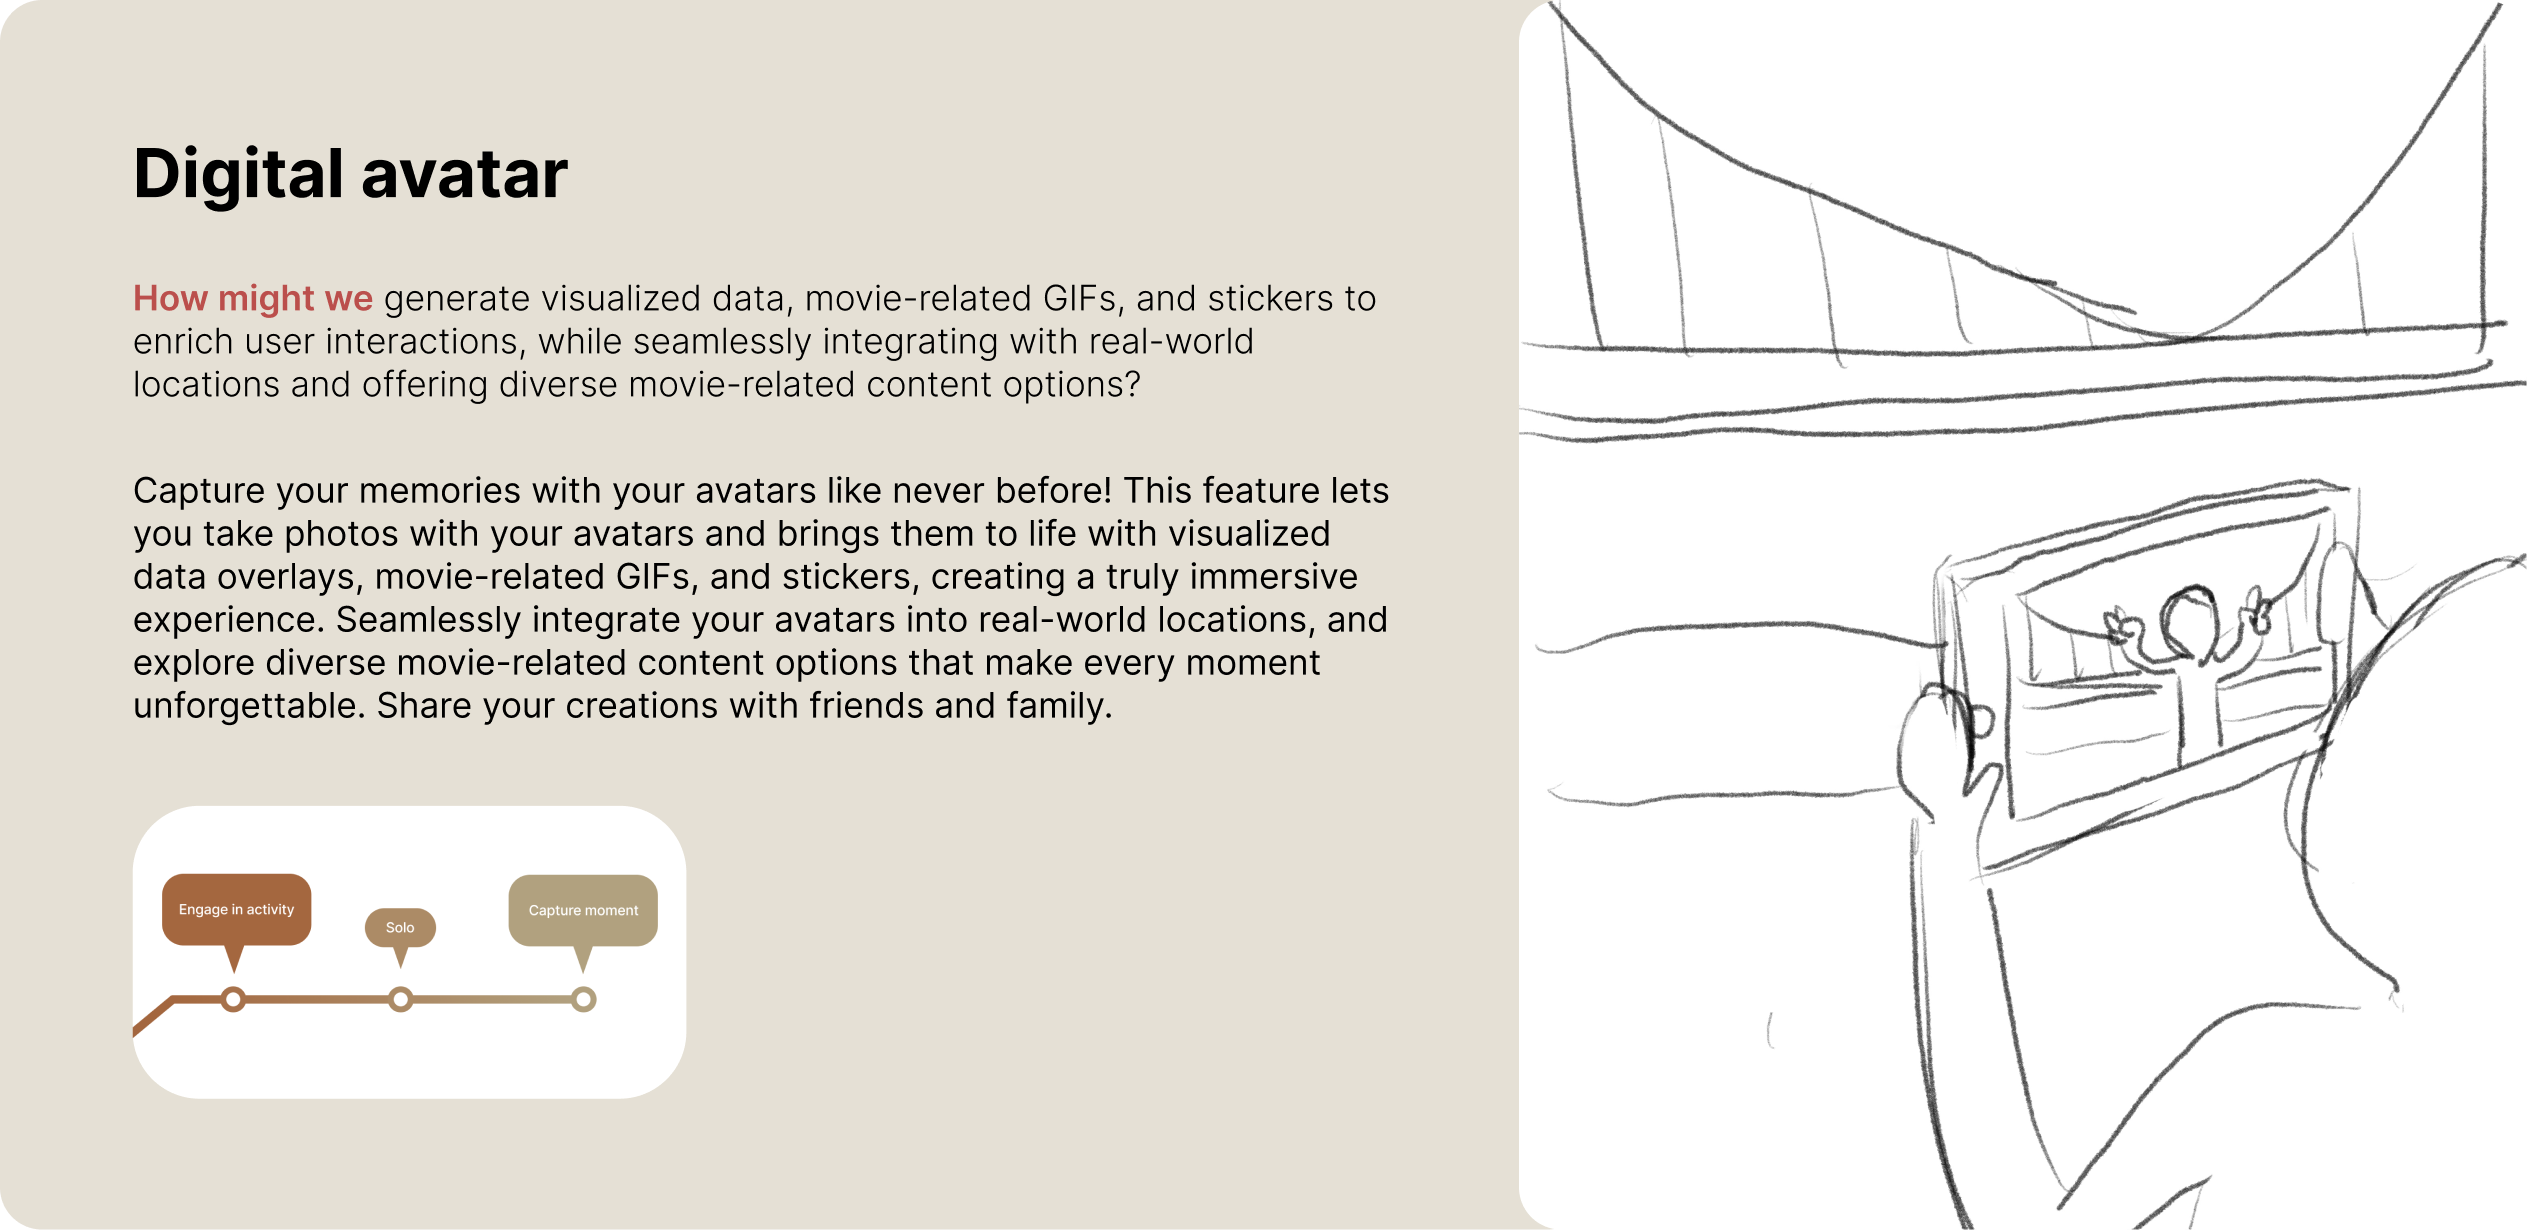 Digital avatar
How might we generate visualized data, movie-related GIFs, and stickers to
enrich user interactions, while seamlessly integrating with real-world
locations and offering diverse movie-related content options?
Capture your memories with your avatars like never before! This feature lets
you take photos with your avatars and brings them to life with visualized
data overlays, movie-related GIFs, and stickers, creating a truly immersive
experience. Seamlessly integrate your avatars into real-world locations, and
explore diverse movie-related content options that make every moment
unforgettable. Share your creations with friends and family.
Engage in activity
Solo
Capture moment